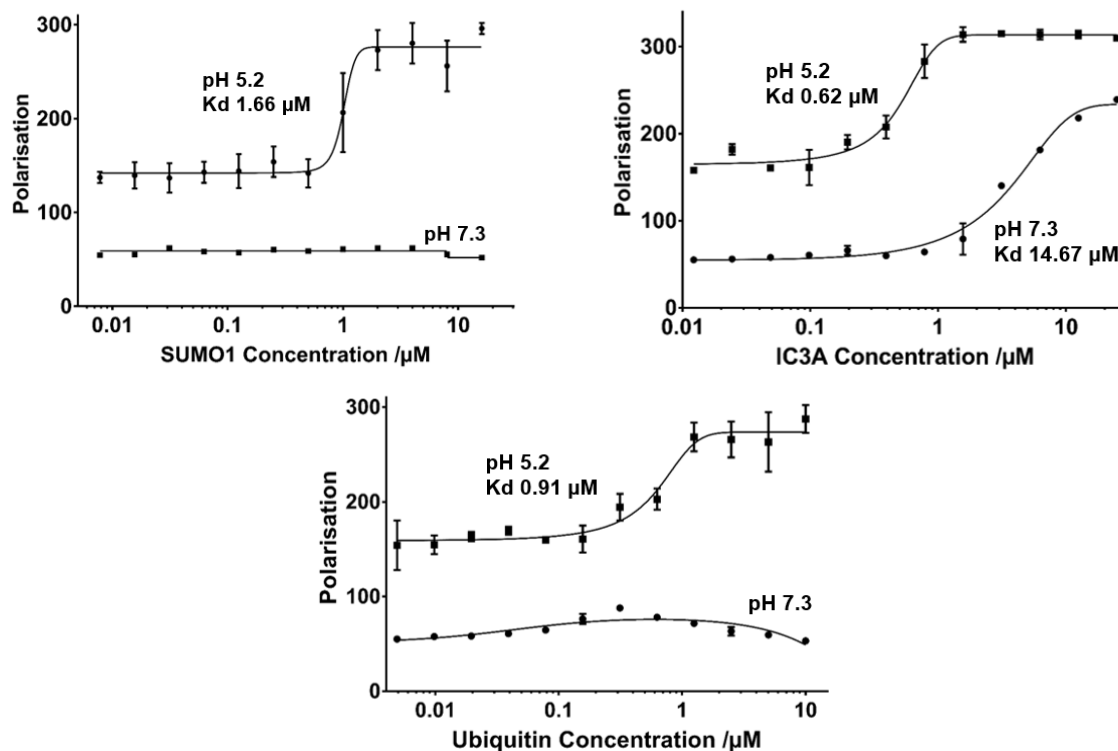 300
200
100
0
Polarisation
pH 5.2
Kd 1.66 µM
pH 7.3
0.01 0.1 1 10
SUMO1 Concentration /µM
300
200
100
0
Polarisation
pH 5.2
Kd 0.62 µM
pH 7.3
Kd 14.67 µM
0.01 0.1 1 10
IC3A Concentration /µM
300
200
100
0
Polarisation
pH 5.2
Kd 0.91 µM
pH 7.3
0.01 0.1 1 10
Ubiquitin Concentration /µM